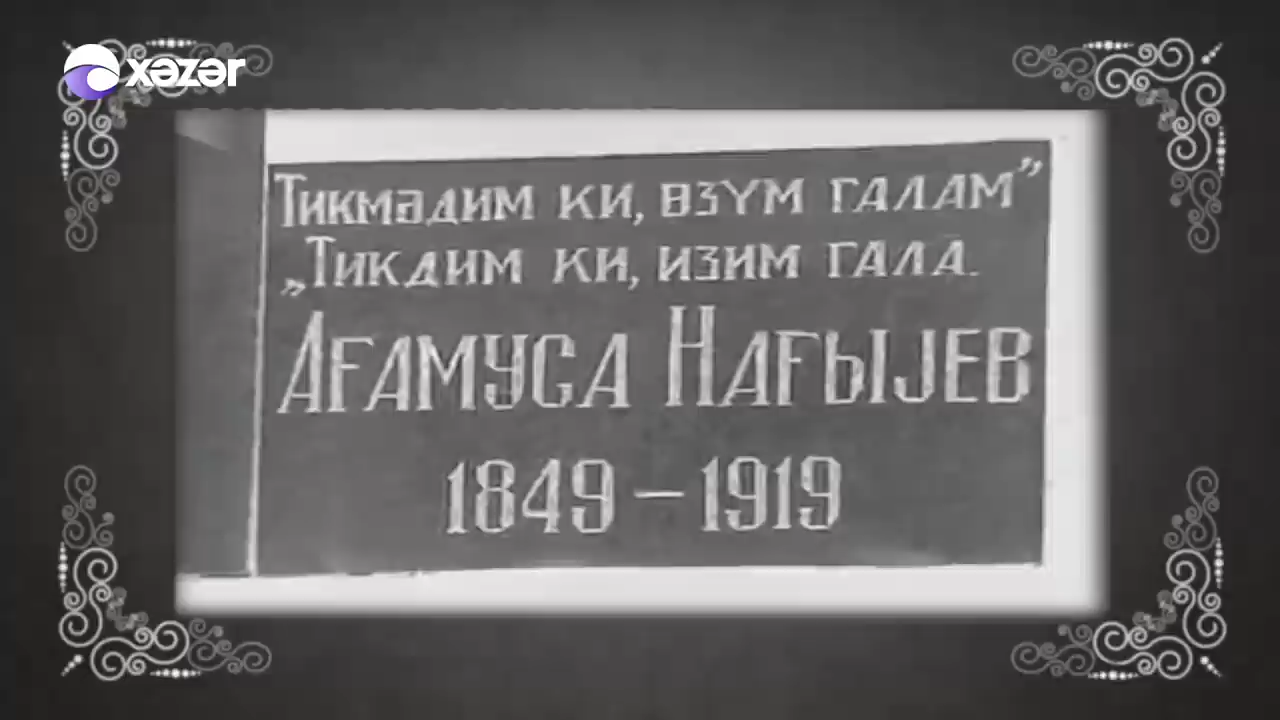 xəzər
Тикмәдим ки, өзүм галам”
„Тикдим ки, изим гала.
Ағамуса Нағыјев
1849 – 1919